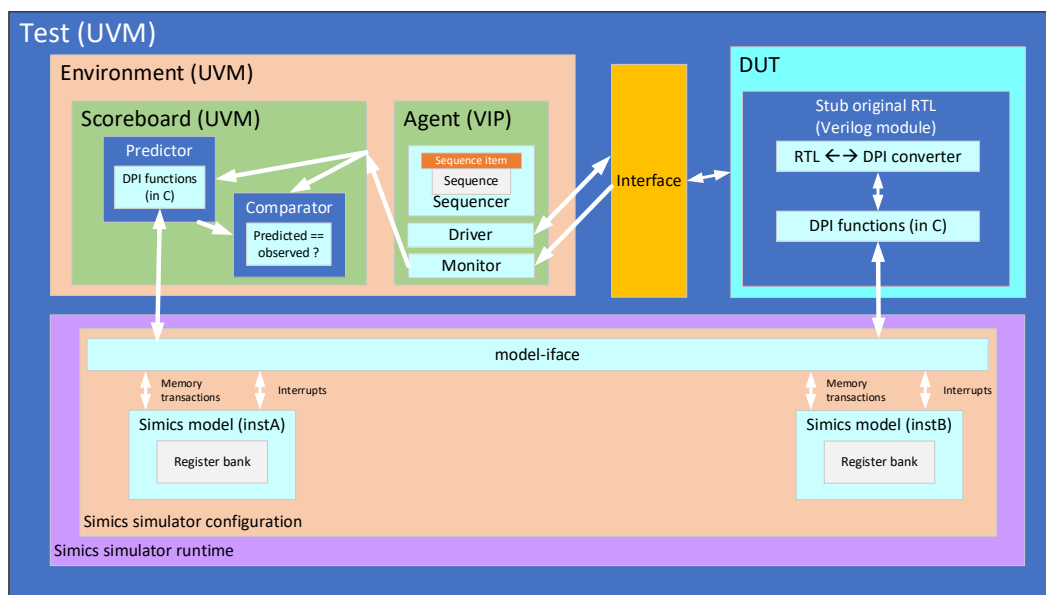 Test (UVM)
Environment (UVM)
Scoreboard (UVM)
Predictor
DPI functions
(in C)
Comparator
Predicted ==
observed ?
Agent (VIP)
Sequence item
Sequence
Sequencer
Driver
Monitor
Interface
DUT
Stub original RTL
(Verilog module)
RTL ←→ DPI converter
DPI functions (in C)
model-iface
Memory
transactions
Interrupts
Simics model (instA)
Register bank
Memory
transactions
Interrupts
Simics model (instB)
Register bank
Simics simulator configuration
Simics simulator runtime